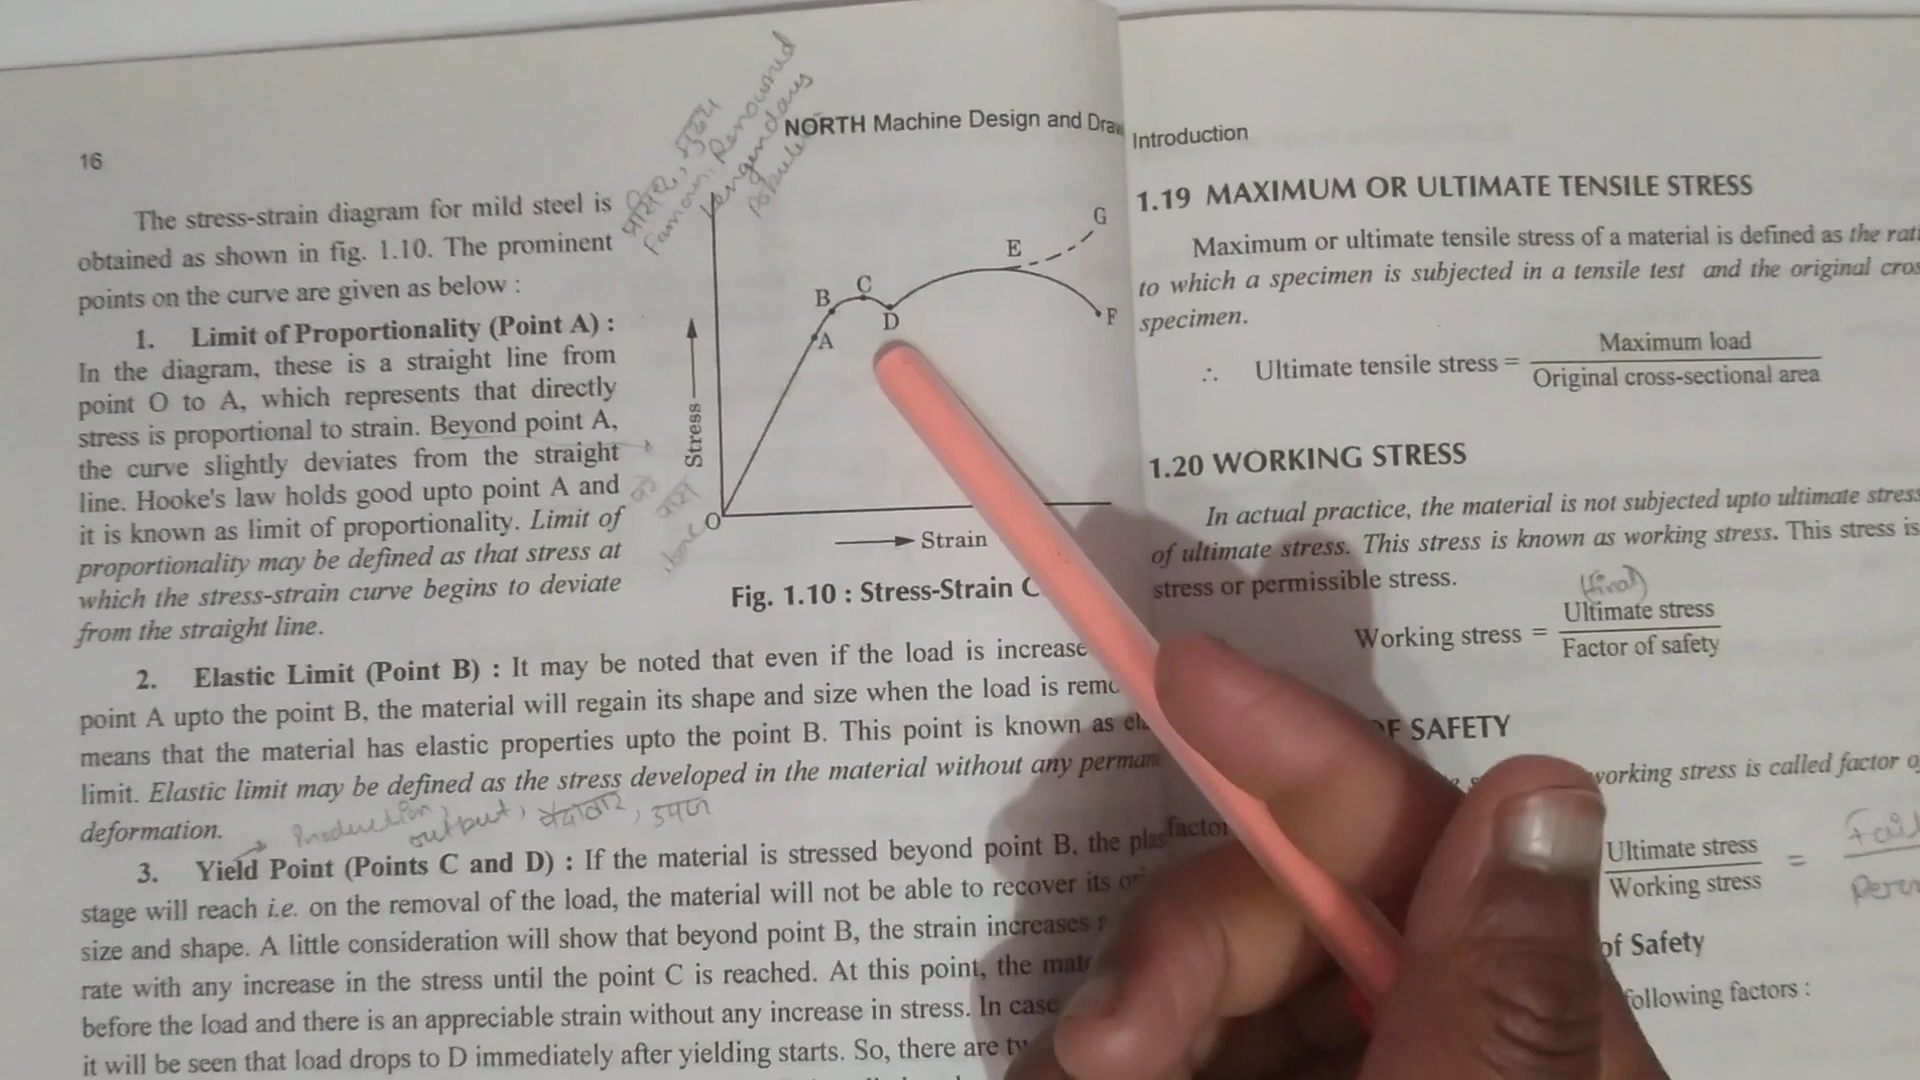 16
NORTH Machine Design and Draw
The stress-strain diagram for mild steel is
obtained as shown in fig. 1.10. The prominent
points on the curve are given as below :
1. Limit of Proportionality (Point A) :
In the diagram, these is a straight line from
point O to A, which represents that directly
stress is proportional to strain. Beyond point A,
the curve slightly deviates from the straight
line. Hooke's law holds good upto point A and
it is known as limit of proportionality. Limit of
proportionality may be defined as that stress at
which the stress-strain curve begins to deviate
from the straight line.
Famous, Renowned
above
G
E
C
B
D
F
A
Stress
O
Strain
Fig. 1.10 : Stress-Strain C
2. Elastic Limit (Point B) : It may be noted that even if the load is increase
point A upto the point B, the material will regain its shape and size when the load is remo
means that the material has elastic properties upto the point B. This point is known as ela
limit. Elastic limit may be defined as the stress developed in the material without any perman
deformation.
Production, output,
3. Yield Point (Points C and D) : If the material is stressed beyond point B, the plas
stage will reach i.e. on the removal of the load, the material will not be able to recover its ori
size and shape. A little consideration will show that beyond point B, the strain increases
rate with any increase in the stress until the point C is reached. At this point, the mat
before the load and there is an appreciable strain without any increase in stress. In case
it will be seen that load drops to D immediately after yielding starts. So, there are tw
Introduction
1.19 MAXIMUM OR ULTIMATE TENSILE STRESS
Maximum or ultimate tensile stress of a material is defined as the rati
to which a specimen is subjected in a tensile test and the original cros
specimen.
∴ Ultimate tensile stress = Maximum load
Original cross-sectional area
1.20 WORKING STRESS
In actual practice, the material is not subjected upto ultimate stress
of ultimate stress. This stress is known as working stress. This stress is
stress or permissible stress.
(final)
Working stress = Ultimate stress
Factor of safety
OF SAFETY
working stress is called factor o
factor
Ultimate stress
Working stress
=
of Safety
following factors :